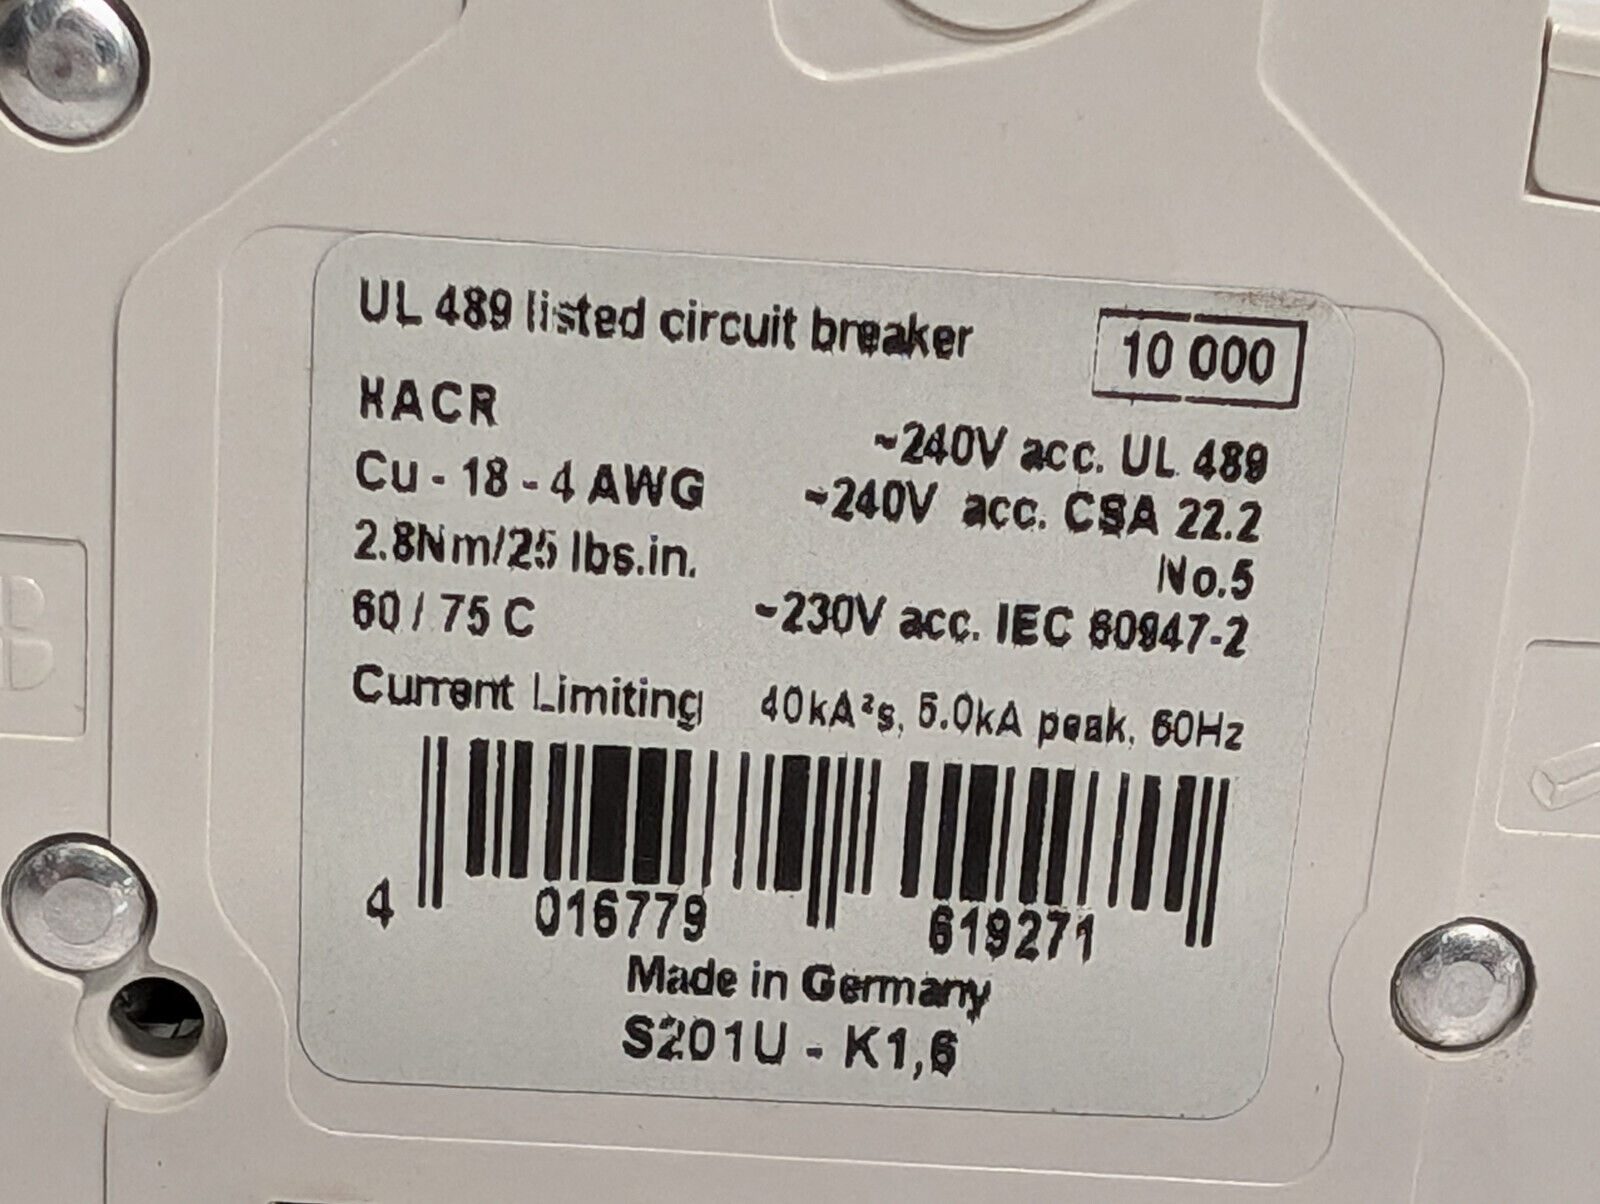 UL 489 listed circuit breaker
10 000
HACR
~240V acc. UL 489
Cu - 18 - 4 AWG
~240V acc. CSA 22.2
No.5
2.8Nm/25 lbs.in.
60 / 75 C
~230V acc. IEC 60947-2
Current Limiting
40kA²s, 6.0kA peak, 60Hz
4 016779 619271
Made in Germany
S201U - K1,6